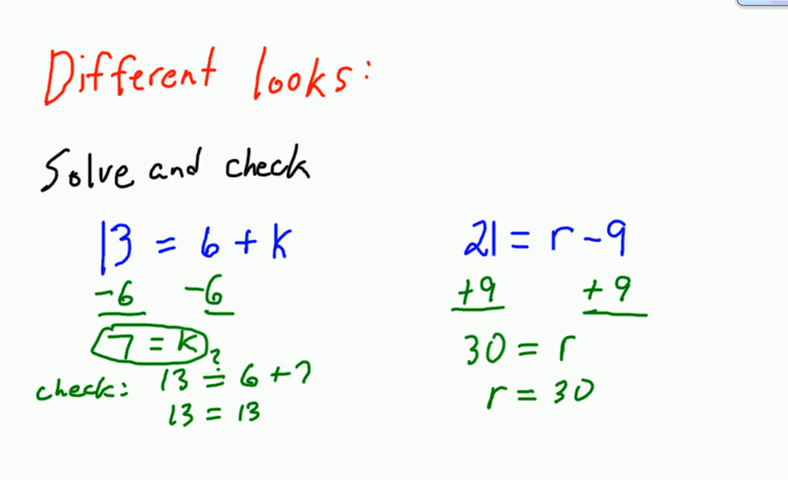 Different looks:
Solve and check
13 = 6 + k
-6 -6
7 = k
check: 13 ≟ 6 + 7
13 = 13
21 = r - 9
+9 +9
30 = r
r = 30